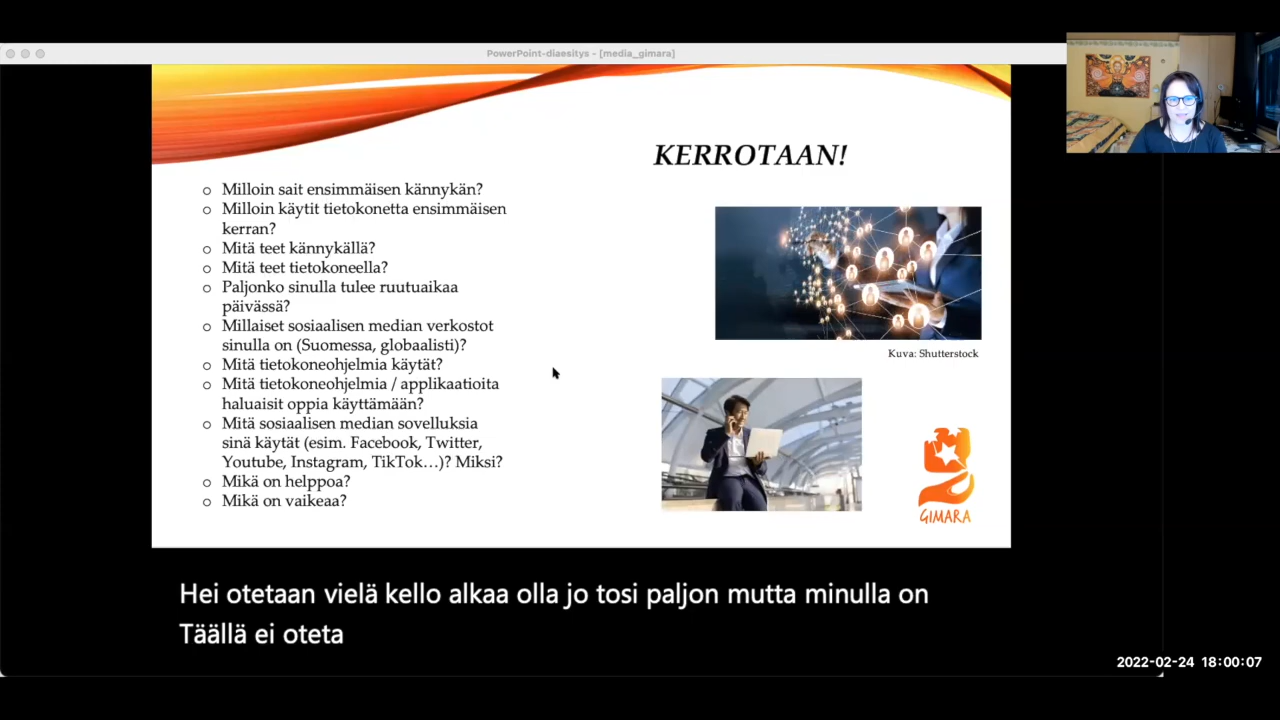 PowerPoint-diaesitys - [media_gimara]
KERROTAAN!
o Milloin sait ensimmäisen kännykän?
o Milloin käytit tietokonetta ensimmäisen
kerran?
o Mitä teet kännykällä?
o Mitä teet tietokoneella?
o Paljonko sinulla tulee ruutuaikaa
päivässä?
o Millaiset sosiaalisen median verkostot
sinulla on (Suomessa, globaalisti)?
o Mitä tietokoneohjelmia käytät?
o Mitä tietokoneohjelmia / applikaatioita
haluaisit oppia käyttämään?
o Mitä sosiaalisen median sovelluksia
sinä käytät (esim. Facebook, Twitter,
Youtube, Instagram, TikTok…)? Miksi?
o Mikä on helppoa?
o Mikä on vaikeaa?
Kuva: Shutterstock
GIMARA
Hei otetaan vielä kello alkaa olla jo tosi paljon mutta minulla on
Täällä ei oteta
2022-02-24 18:00:07